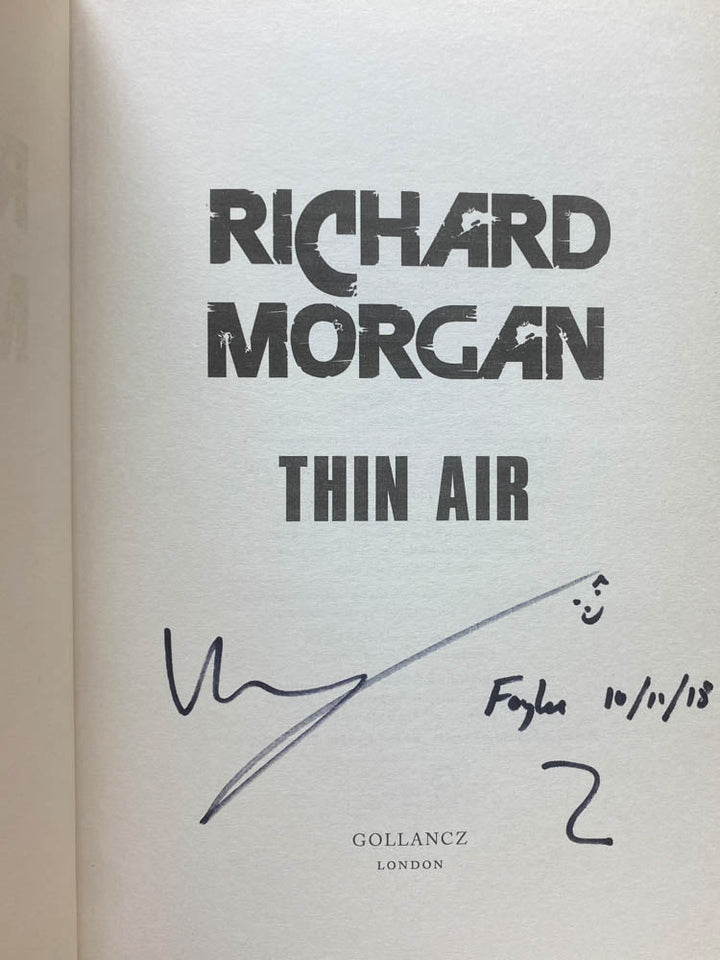 RICHARD
MORGAN
THIN AIR
Foyles 10/11/18
GOLLANCZ
LONDON